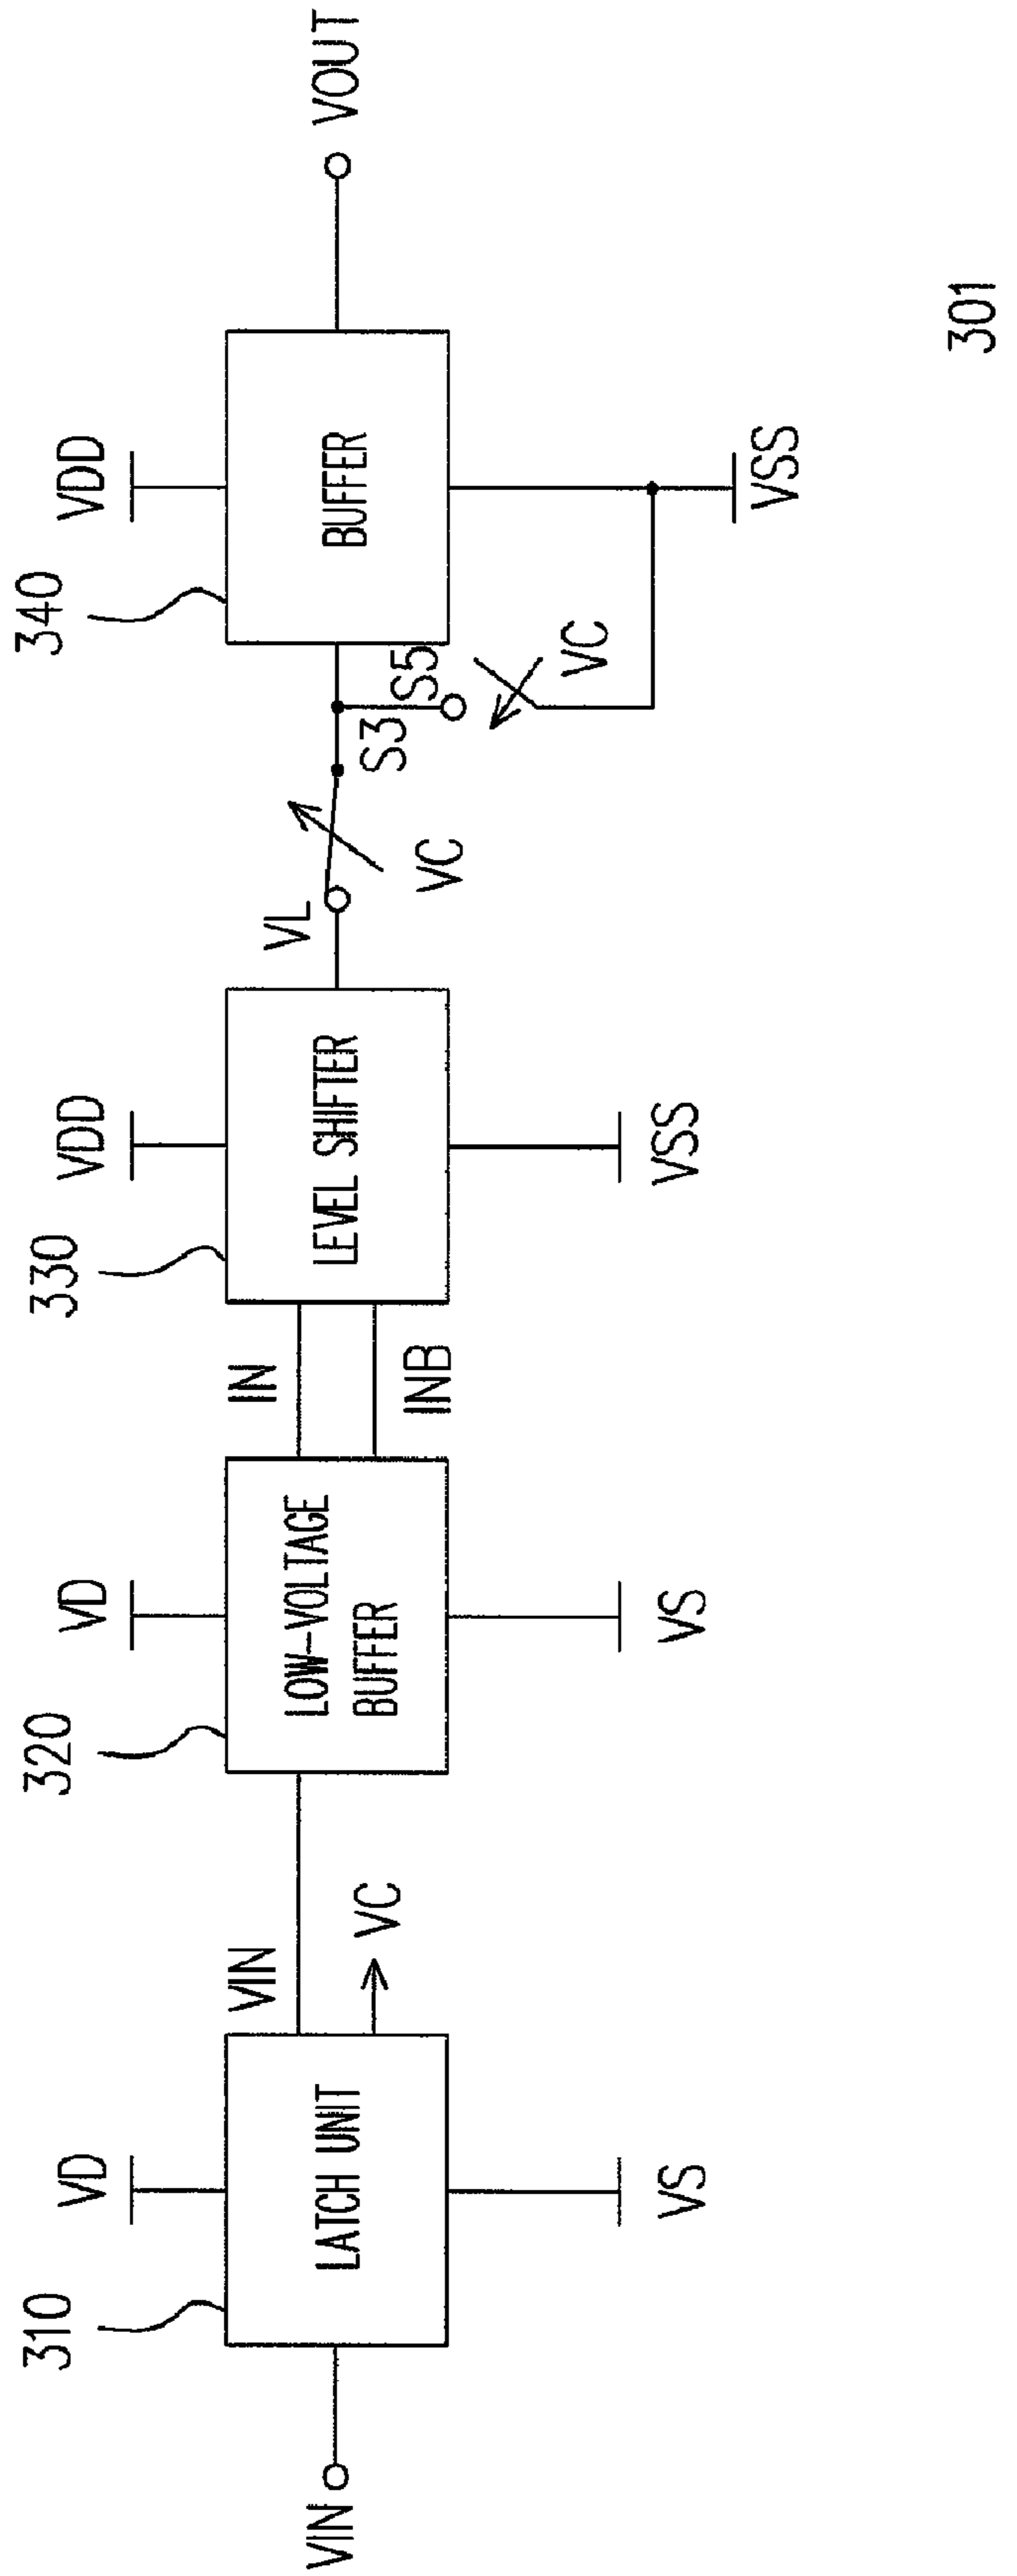 310
VD
320
VD
330
VDD
340
VDD
VIN
LATCH UNIT
VIN
VC
LOW-VOLTAGE
BUFFER
IN
INB
LEVEL SHIFTER
VL
VC
S3
S5
VC
BUFFER
VOUT
VS
VS
VSS
VSS
301